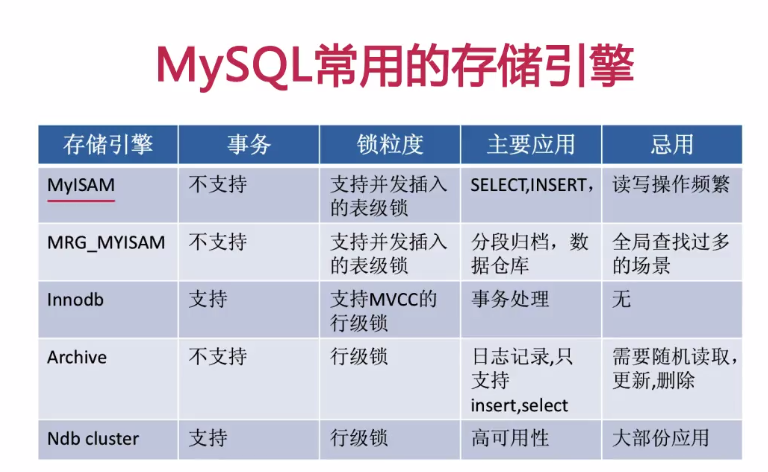 MySQL常用的存储引擎
存储引擎 事务 锁粒度 主要应用 忌用
MyISAM 不支持 支持并发插入 SELECT,INSERT, 读写操作频繁
的表级锁
MRG_MYISAM 不支持 支持并发插入 分段归档，数 全局查找过多
的表级锁 据仓库 的场景
Innodb 支持 支持MVCC的 事务处理 无
行级锁
Archive 不支持 行级锁 日志记录,只 需要随机读取，
支持 更新,删除
insert,select
Ndb cluster 支持 行级锁 高可用性 大部份应用